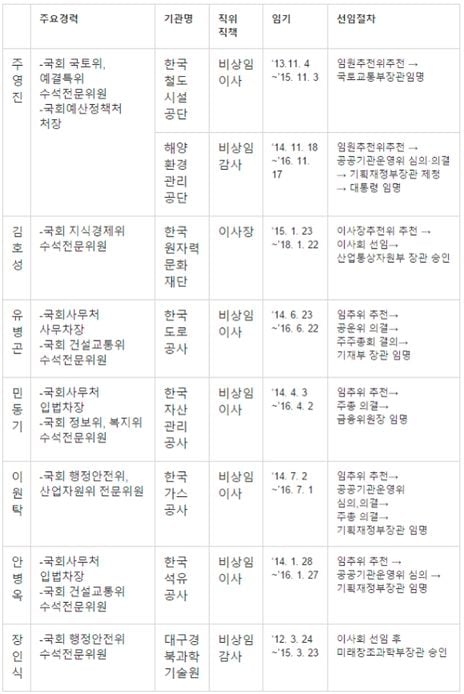 주요경력 기관명 직위 직책 임기 선임절차
주영진
-국회 국토위,
예결특위
수석전문위원
-국회예산정책처
처장
한국
철도
시설
공단
비상임
이사
'13.11. 4
~'15. 11. 3
임원추전위추전 →
국토교통부장관임명
해양
환경
관리
공단
비상임
감사
'14. 11. 18
~'16. 11.
17
임원추전위추전 →
공공기관운영위 심의·의결
→ 기획재정부장관 제청
→ 대통령 임명
김호성
-국회 지식경제위
수석전문위원
한국
원자력
문화
재단
이사장
'15. 1. 23
~'18. 1. 22
이사장추전위 추천 →
이사회 선임→
산업통상자원부 장관 승인
유병곤
-국회사무처
사무차장
-국회 건설교통위
수석전문위원
한국
도로
공사
비상임
이사
'14. 6. 23
~'16. 6. 22
임추위 추전→
공운위 의결→
주주총회 결의→
기재부 장관 임명
민동기
-국회사무처
입법차장
-국회 정보위, 복지위
수석전문위원
한국
자산
관리
공사
비상임
이사
'14. 4. 3
~'16. 4. 2
임추위 추전→
주총 의결→
금융위원장 임명
이원탁
-국회 행정안전위,
산업자원위 전문위원
한국
가스
공사
비상임
이사
'14. 7. 2
~'16. 7. 1
임추위 추전→
공공기관운영위
심의,의결→
주총 의결→
기획재정부장관 임명
안병옥
-국회사무처
입법차장
-국회 건설교통위
수석전문위원
한국
석유
공사
비상임
이사
'14. 1. 28
~'16. 1. 27
임추위 추전 →
공공기관운영위 심의 →
기획재정부장관 임명
장인식
-국회 행정안전위
수석전문위원
대구경
북과학
기술원
비상임
감사
'12. 3. 24
~'15. 3. 23
이사회 선임 후
미래창조과학부장관 승인